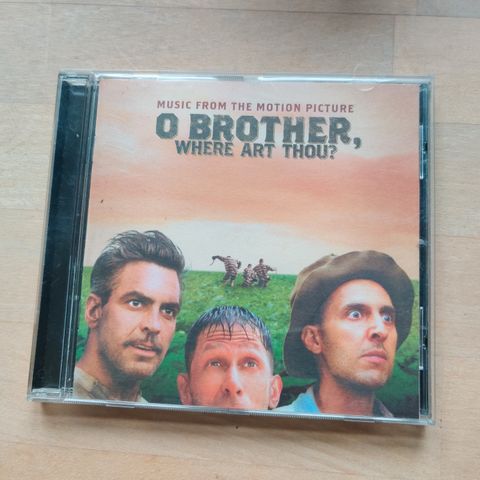 MUSIC FROM THE MOTION PICTURE
O BROTHER,
WHERE ART THOU?